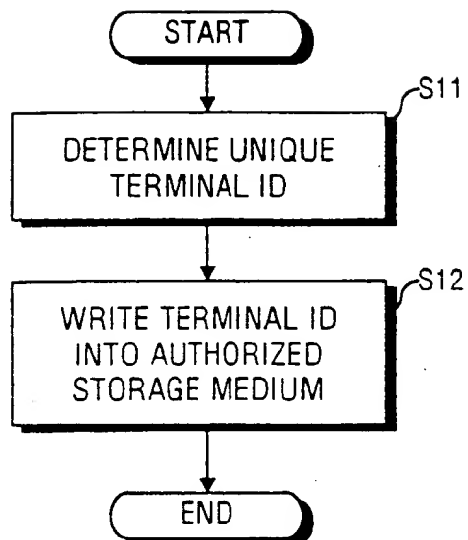 START
S11
DETERMINE UNIQUE
TERMINAL ID
S12
WRITE TERMINAL ID
INTO AUTHORIZED
STORAGE MEDIUM
END